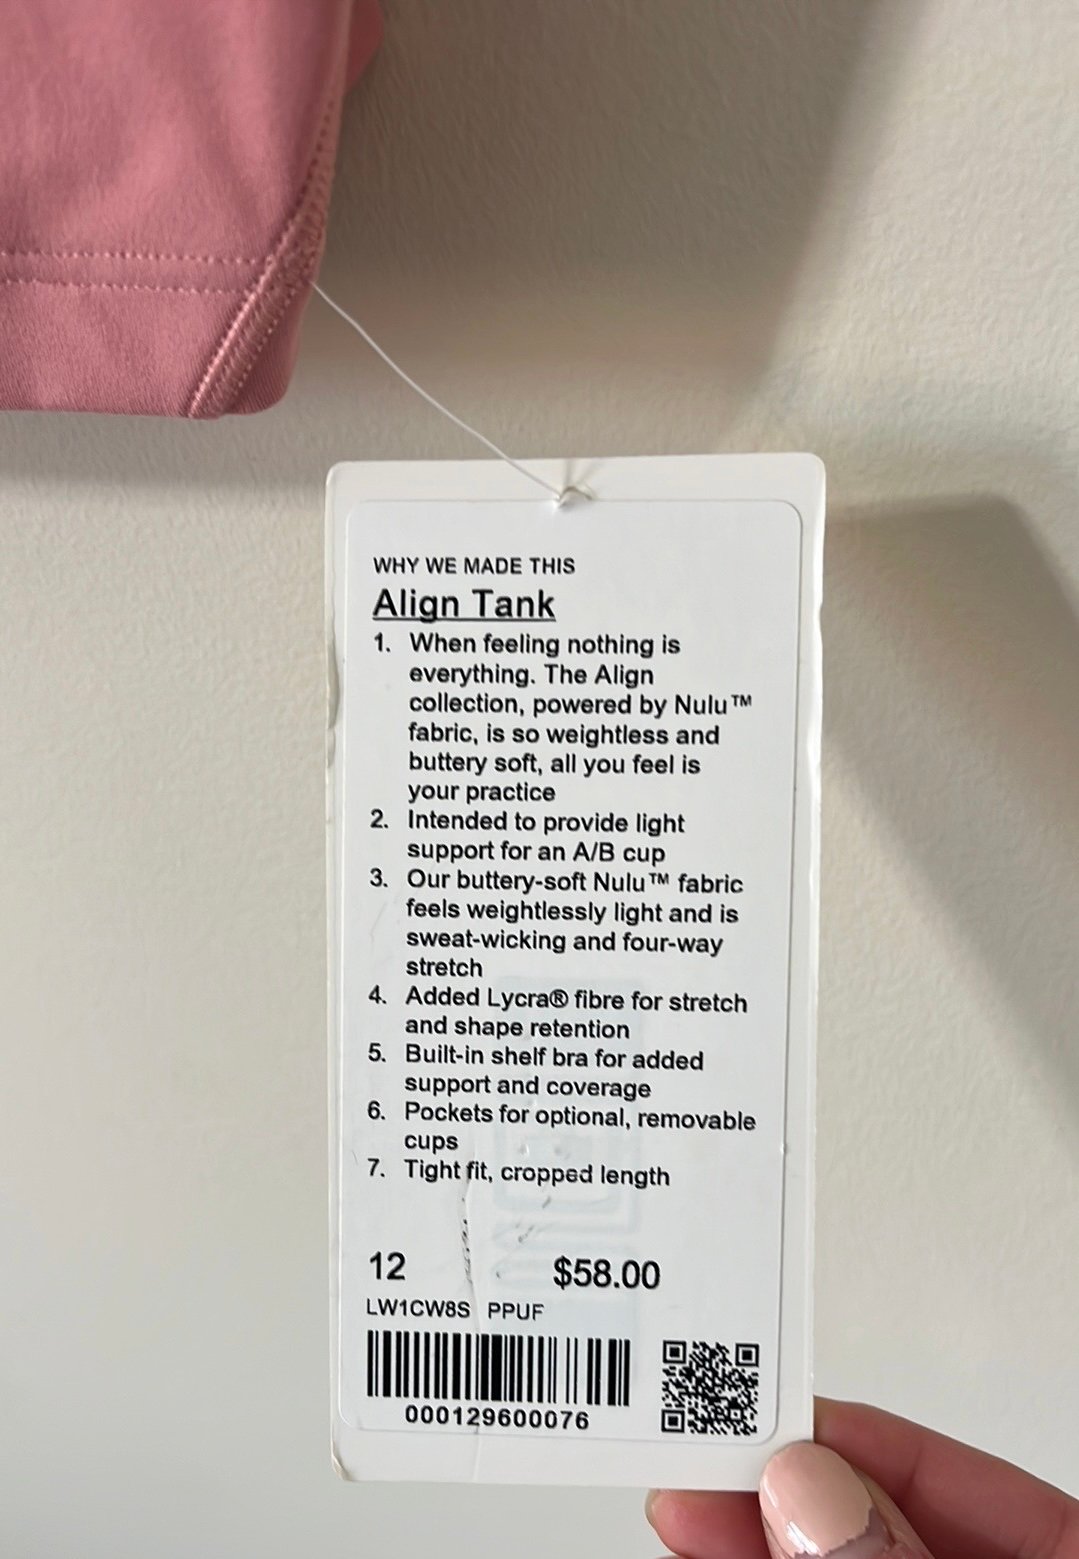 WHY WE MADE THIS
Align Tank
1. When feeling nothing is
everything. The Align
collection, powered by Nulu™
fabric, is so weightless and
buttery soft, all you feel is
your practice
2. Intended to provide light
support for an A/B cup
3. Our buttery-soft Nulu™ fabric
feels weightlessly light and is
sweat-wicking and four-way
stretch
4. Added Lycra® fibre for stretch
and shape retention
5. Built-in shelf bra for added
support and coverage
6. Pockets for optional, removable
cups
7. Tight fit, cropped length
12 $58.00
LW1CW8S PPUF
000129600076